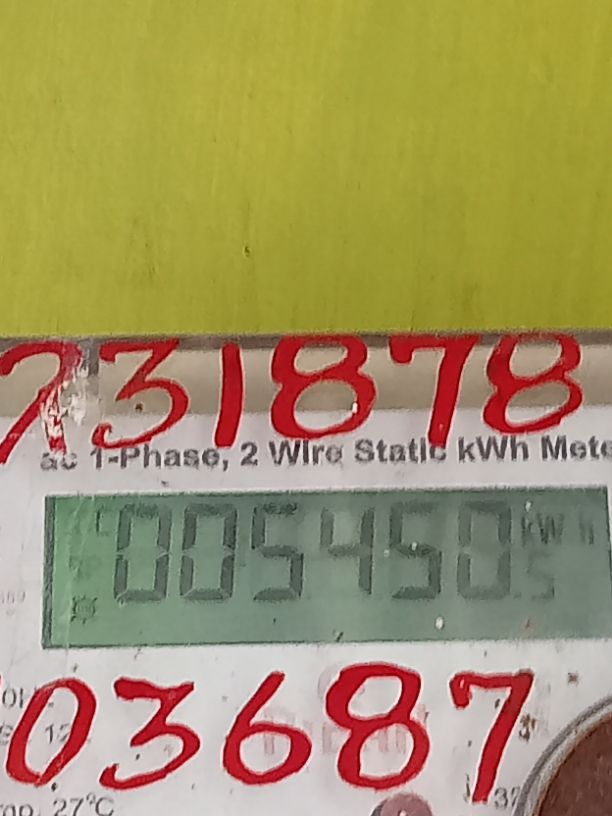 731878
ac 1-Phase, 2 Wire Static kWh Mete
005450 kWh
03687
27°C